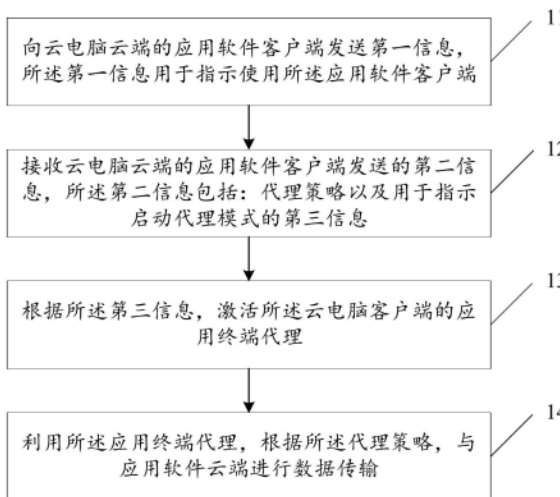 11
向云电脑云端的应用软件客户端发送第一信息，
所述第一信息用于指示使用所述应用软件客户端
12
接收云电脑云端的应用软件客户端发送的第二信
息，所述第二信息包括：代理策略以及用于指示
启动代理模式的第三信息
13
根据所述第三信息，激活所述云电脑客户端的应
用终端代理
14
利用所述应用终端代理，根据所述代理策略，与
应用软件云端进行数据传输